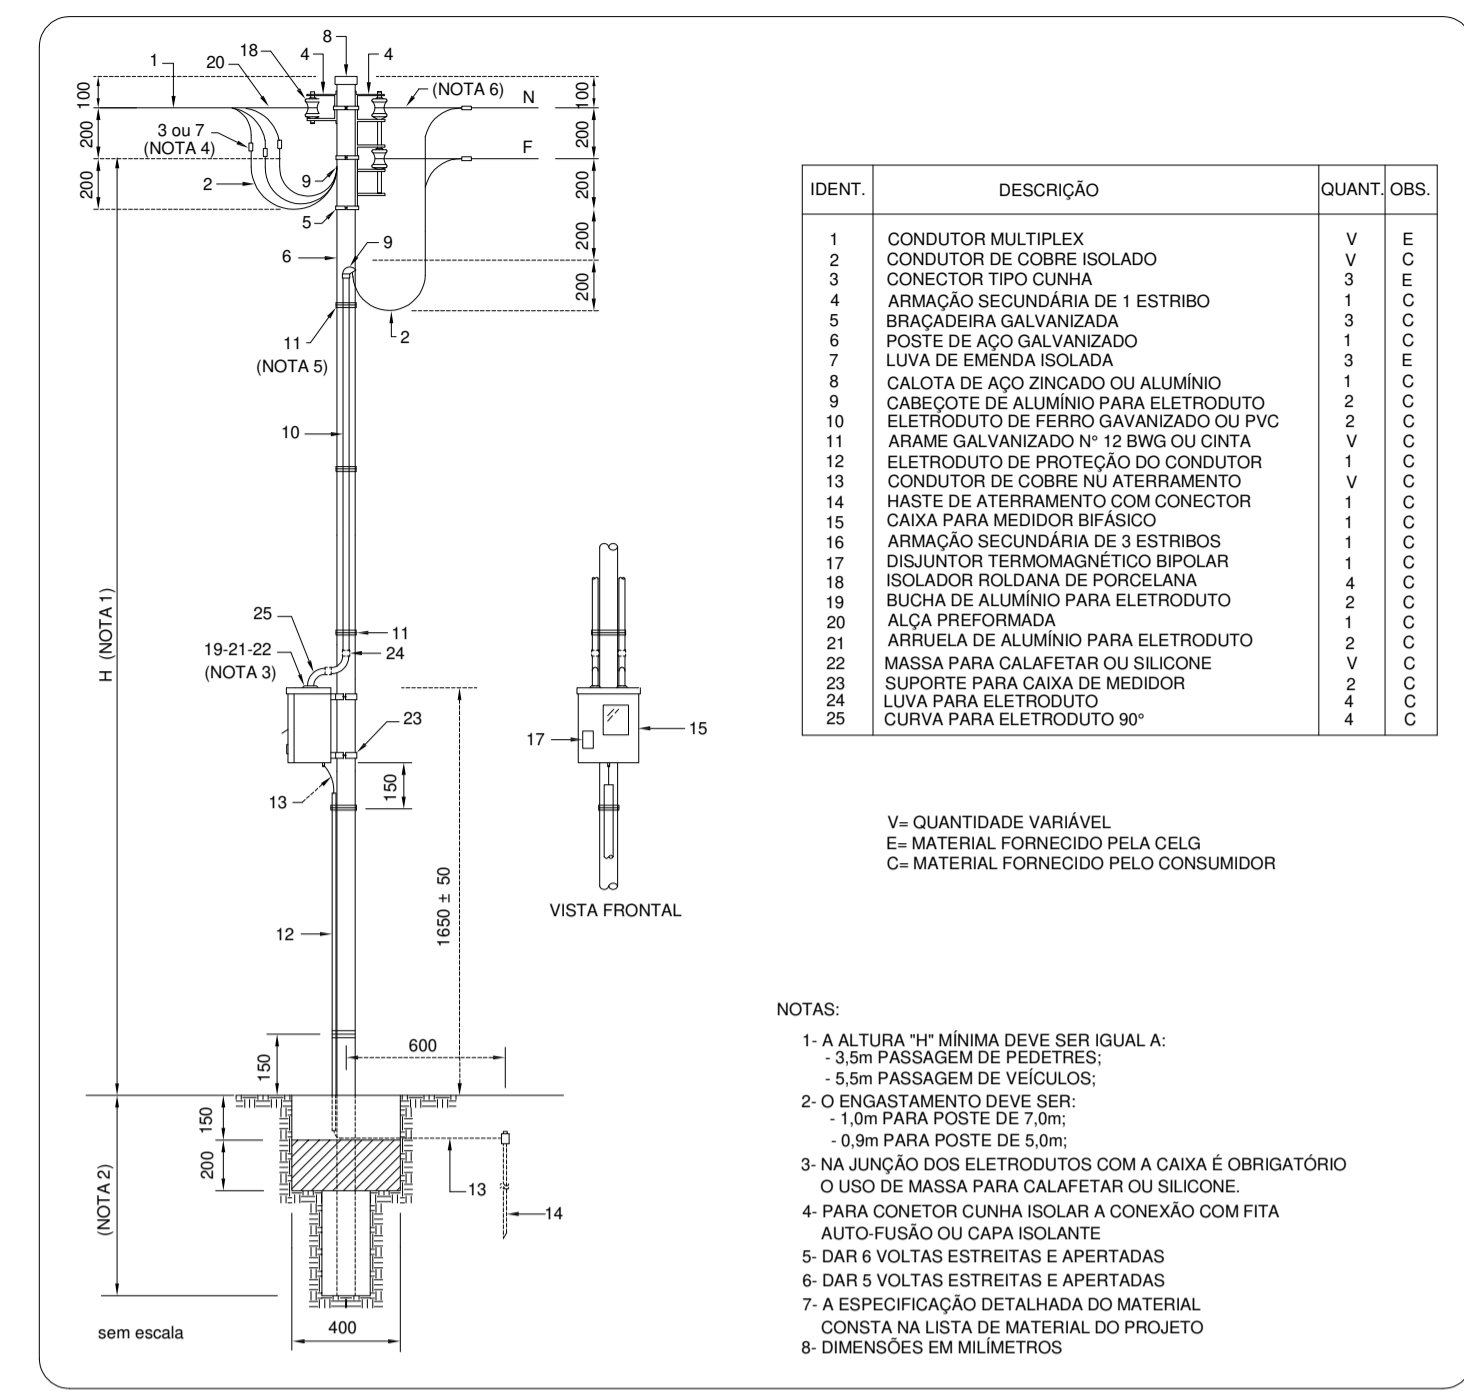 8
18
4
4
1
20
(NOTA 6)
N
100
100
3 ou 7
(NOTA 4)
200
200
F
2
9
200
200
5
9
6
200
200
11
(NOTA 5)
2
10
H (NOTA 1)
25
11
19-21-22
(NOTA 3)
24
23
17
15
13
150
1650 ± 50
VISTA FRONTAL
12
600
150
150
200
13
14
(NOTA 2)
400
sem escala
IDENT. DESCRIÇÃO QUANT. OBS.
1 CONDUTOR MULTIPLEX V E
2 CONDUTOR DE COBRE ISOLADO V C
3 CONECTOR TIPO CUNHA 3 E
4 ARMAÇÃO SECUNDÁRIA DE 1 ESTRIBO 1 C
5 BRAÇADEIRA GALVANIZADA 3 C
6 POSTE DE AÇO GALVANIZADO 1 C
7 LUVA DE EMENDA ISOLADA 3 E
8 CALOTA DE AÇO ZINCADO OU ALUMÍNIO 1 C
9 CABEÇOTE DE ALUMÍNIO PARA ELETRODUTO 2 C
10 ELETRODUTO DE FERRO GAVANIZADO OU PVC 2 C
11 ARAME GALVANIZADO N° 12 BWG OU CINTA V C
12 ELETRODUTO DE PROTEÇÃO DO CONDUTOR 1 C
13 CONDUTOR DE COBRE NU ATERRAMENTO V C
14 HASTE DE ATERRAMENTO COM CONECTOR 1 C
15 CAIXA PARA MEDIDOR BIFÁSICO 1 C
16 ARMAÇÃO SECUNDÁRIA DE 3 ESTRIBOS 1 C
17 DISJUNTOR TERMOMAGNÉTICO BIPOLAR 1 C
18 ISOLADOR ROLDANA DE PORCELANA 4 C
19 BUCHA DE ALUMÍNIO PARA ELETRODUTO 2 C
20 ALÇA PREFORMADA 1 C
21 ARRUELA DE ALUMÍNIO PARA ELETRODUTO 2 C
22 MASSA PARA CALAFETAR OU SILICONE V C
23 SUPORTE PARA CAIXA DE MEDIDOR 2 C
24 LUVA PARA ELETRODUTO 4 C
25 CURVA PARA ELETRODUTO 90° 4 C
V= QUANTIDADE VARIÁVEL
E= MATERIAL FORNECIDO PELA CELG
C= MATERIAL FORNECIDO PELO CONSUMIDOR
NOTAS:
1- A ALTURA "H" MÍNIMA DEVE SER IGUAL A:
- 3,5m PASSAGEM DE PEDETRES;
- 5,5m PASSAGEM DE VEÍCULOS;
2- O ENGASTAMENTO DEVE SER:
- 1,0m PARA POSTE DE 7,0m;
- 0,9m PARA POSTE DE 5,0m;
3- NA JUNÇÃO DOS ELETRODUTOS COM A CAIXA É OBRIGATÓRIO
O USO DE MASSA PARA CALAFETAR OU SILICONE.
4- PARA CONETOR CUNHA ISOLAR A CONEXÃO COM FITA
AUTO-FUSÃO OU CAPA ISOLANTE
5- DAR 6 VOLTAS ESTREITAS E APERTADAS
6- DAR 5 VOLTAS ESTREITAS E APERTADAS
7- A ESPECIFICAÇÃO DETALHADA DO MATERIAL
CONSTA NA LISTA DE MATERIAL DO PROJETO
8- DIMENSÕES EM MILÍMETROS